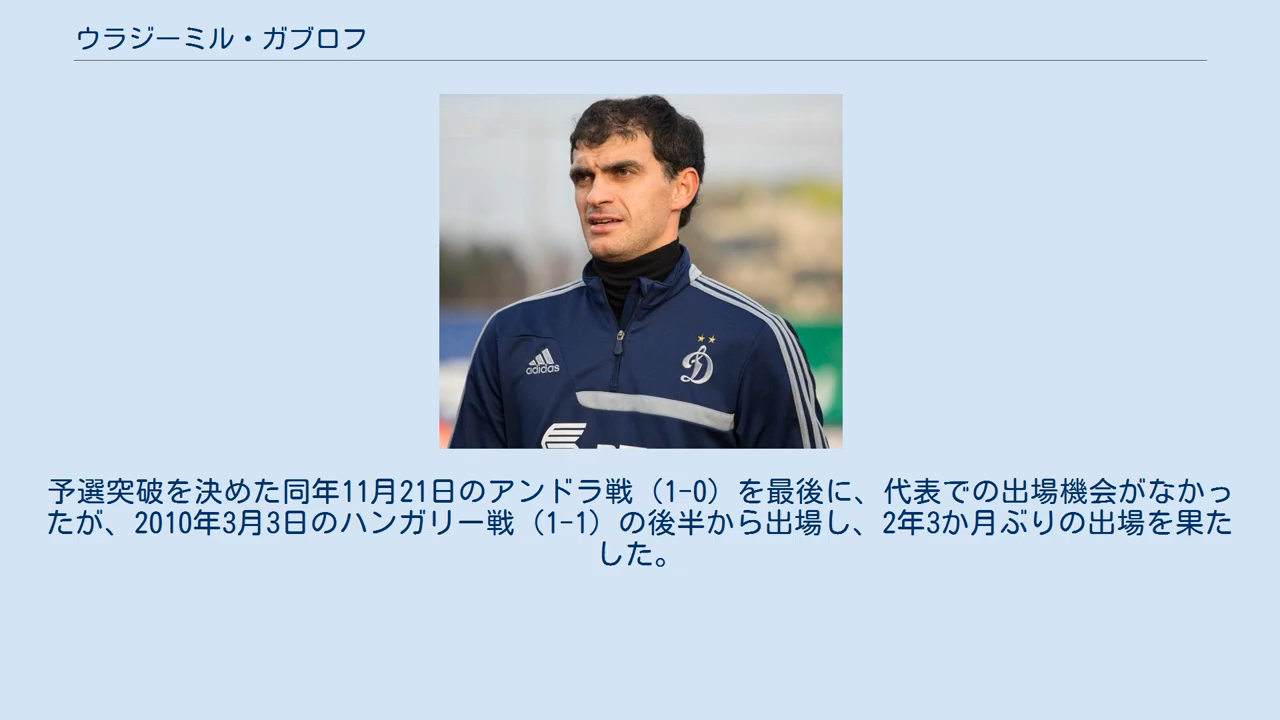 ウラジーミル・ガブロフ
adidas
予選突破を決めた同年11月21日のアンドラ戦（1-0）を最後に、代表での出場機会がなかっ
たが、2010年3月3日のハンガリー戦（1-1）の後半から出場し、2年3か月ぶりの出場を果た
した。